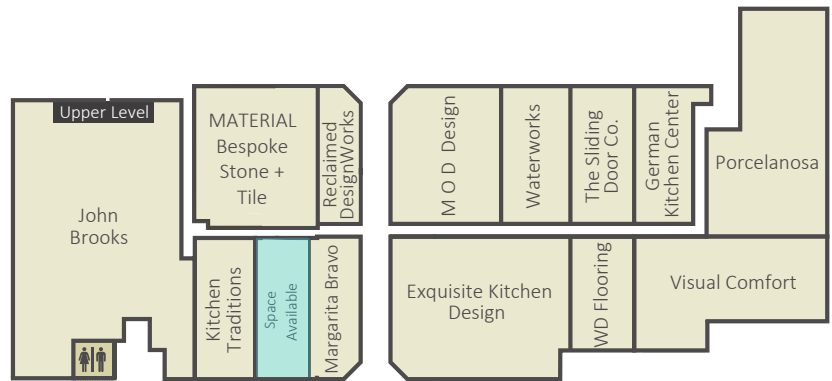 Upper Level
John
Brooks
MATERIAL
Bespoke
Stone +
Tile
Reclaimed
DesignWorks
MOD Design
Waterworks
The Sliding
Door Co.
German
Kitchen Center
Porcelanosa
Kitchen
Traditions
Space
Available
Margarita Bravo
Exquisite Kitchen
Design
WD Flooring
Visual Comfort